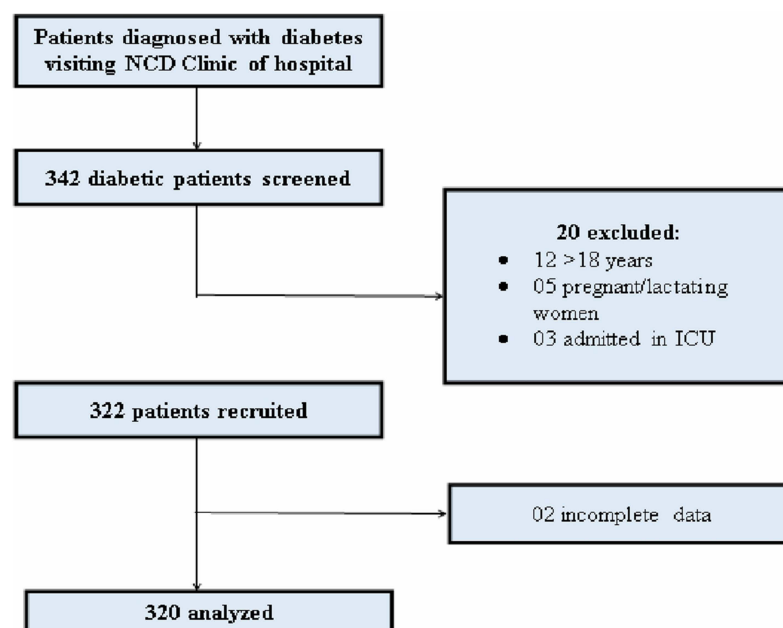 Patients diagnosed with diabetes
visiting NCD Clinic of hospital
342 diabetic patients screened
20 excluded:
● 12 >18 years
● 05 pregnant/lactating
women
● 03 admitted in ICU
322 patients recruited
02 incomplete data
320 analyzed